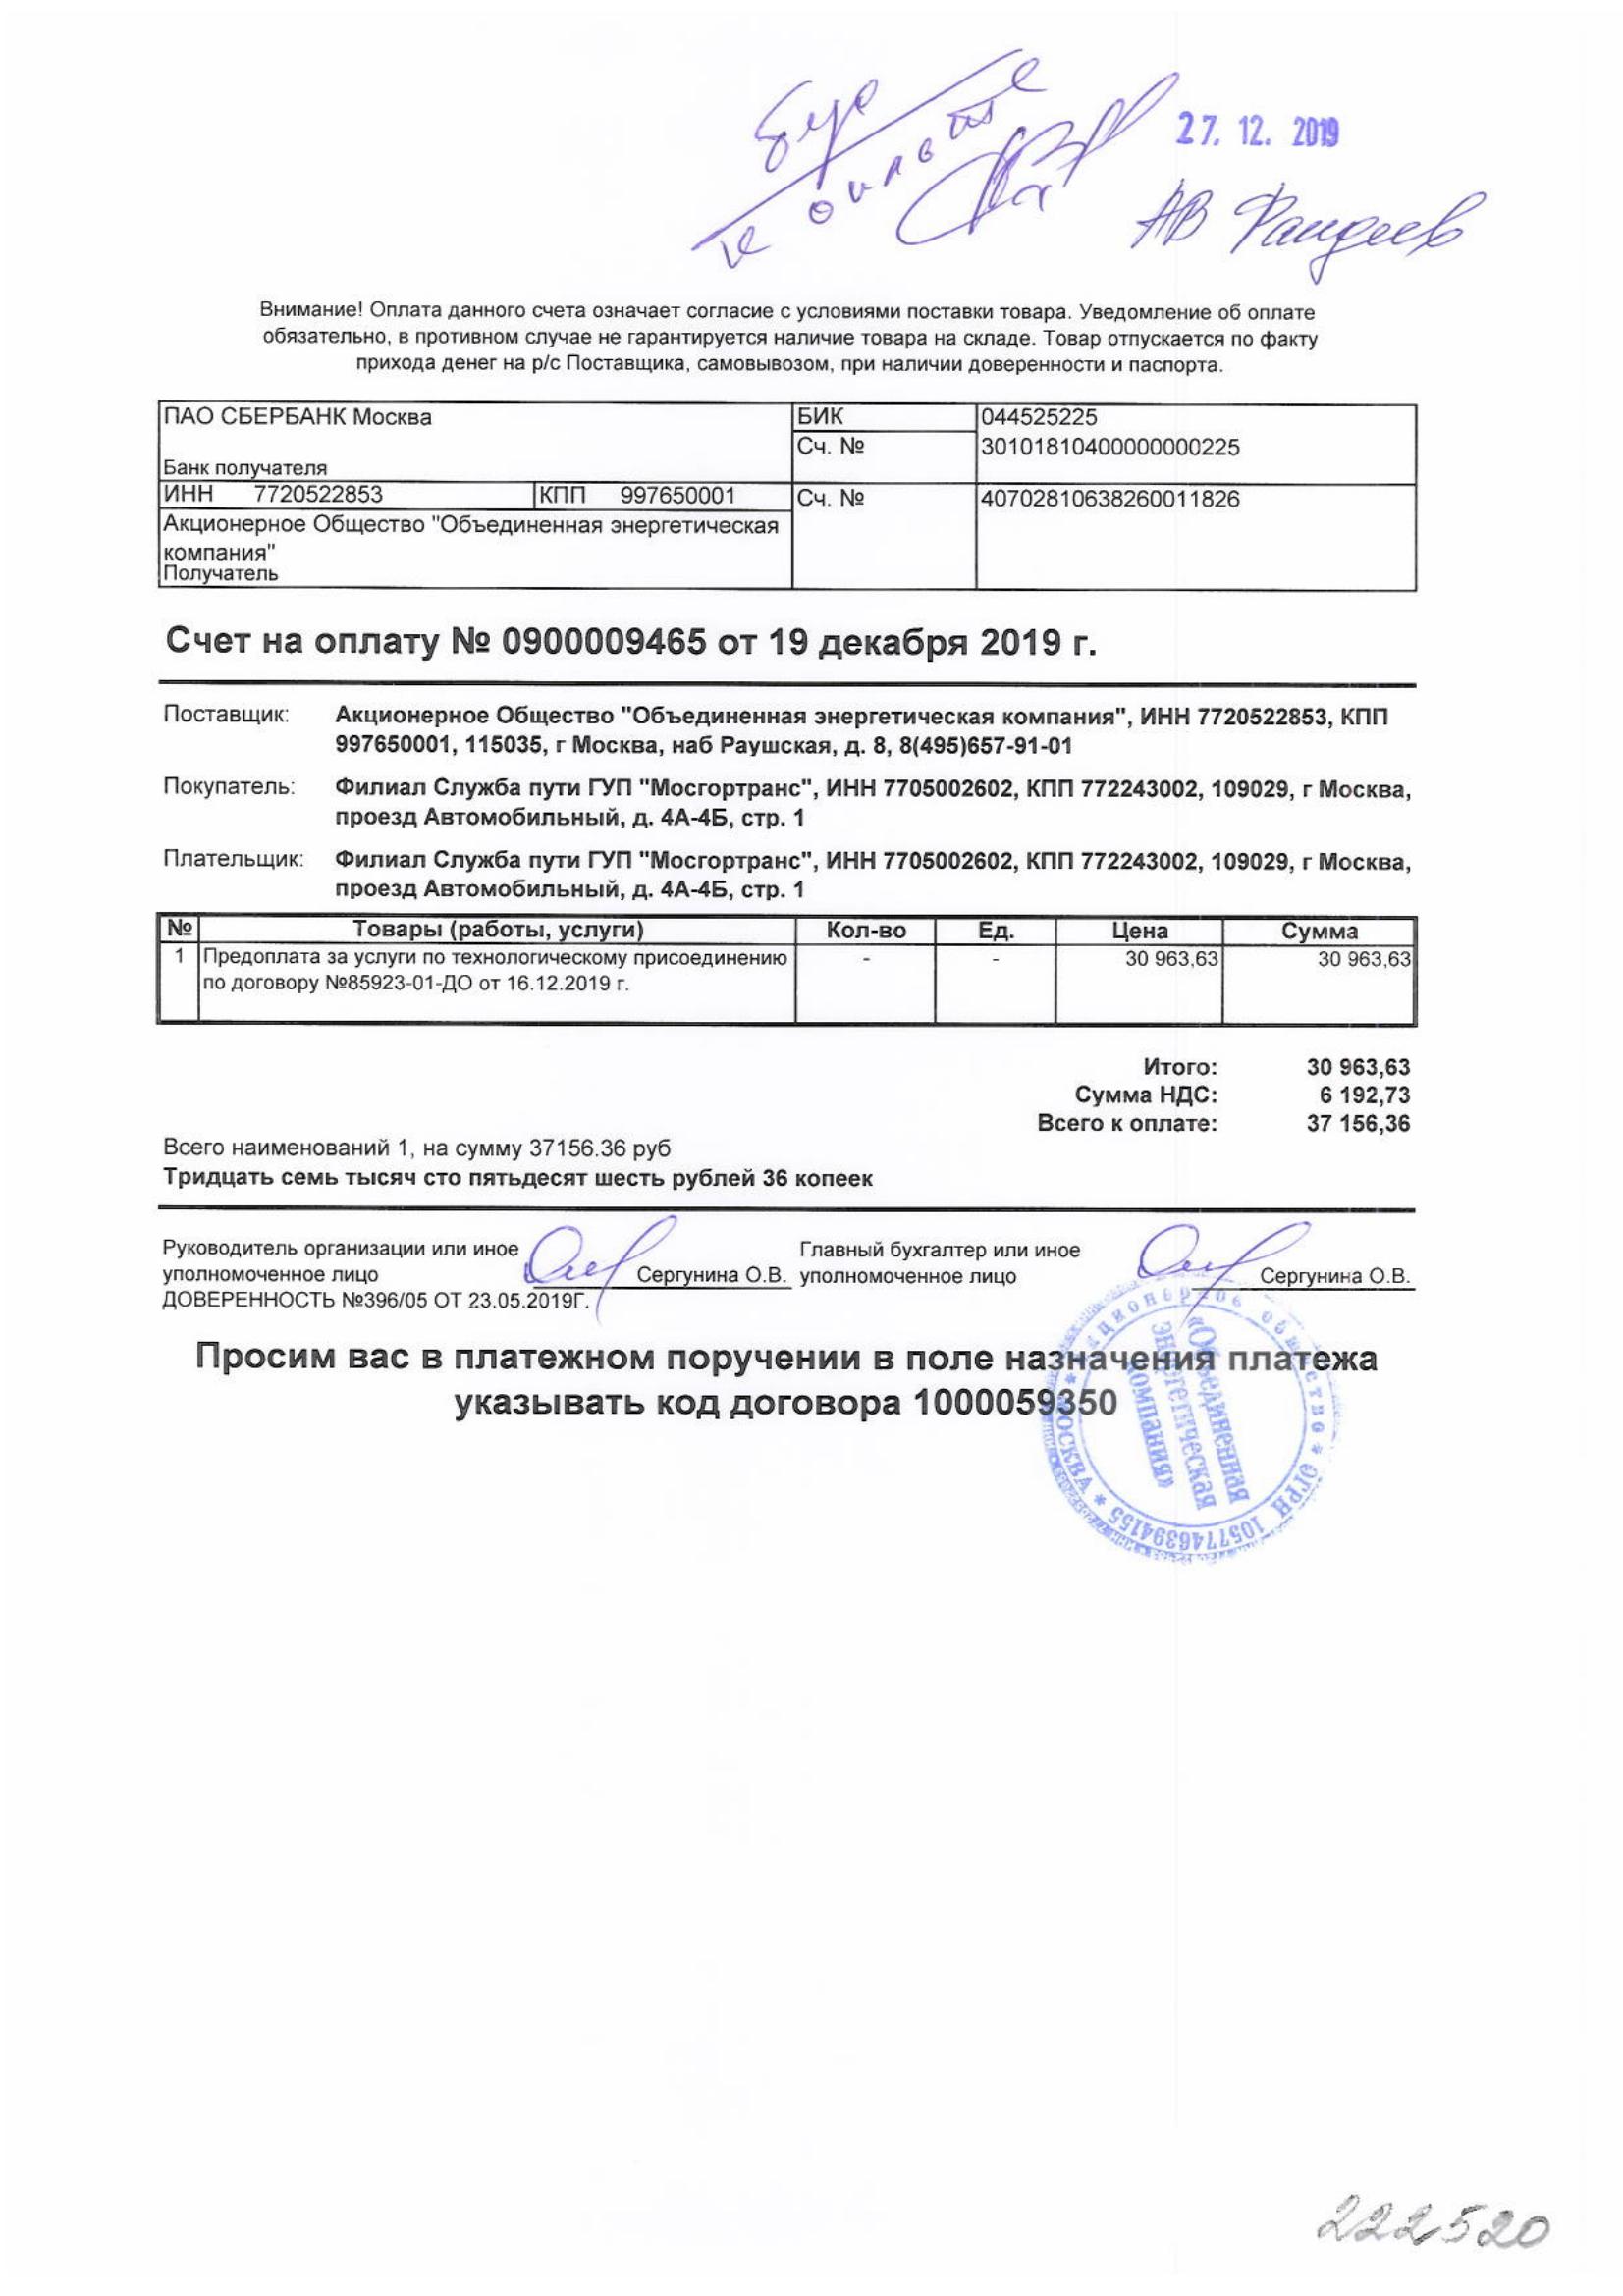 бух
к оплате
27. 12. 2019
АВ Фандеев
Внимание! Оплата данного счета означает согласие с условиями поставки товара. Уведомление об оплате
обязательно, в противном случае не гарантируется наличие товара на складе. Товар отпускается по факту
прихода денег на р/с Поставщика, самовывозом, при наличии доверенности и паспорта.
ПАО СБЕРБАНК Москва БИК 044525225
Сч. № 30101810400000000225
Банк получателя
ИНН 7720522853 КПП 997650001 Сч. № 40702810638260011826
Акционерное Общество "Объединенная энергетическая
компания"
Получатель
Счет на оплату № 0900009465 от 19 декабря 2019 г.
Поставщик: Акционерное Общество "Объединенная энергетическая компания", ИНН 7720522853, КПП
997650001, 115035, г Москва, наб Раушская, д. 8, 8(495)657-91-01
Покупатель: Филиал Служба пути ГУП "Мосгортранс", ИНН 7705002602, КПП 772243002, 109029, г Москва,
проезд Автомобильный, д. 4А-4Б, стр. 1
Плательщик: Филиал Служба пути ГУП "Мосгортранс", ИНН 7705002602, КПП 772243002, 109029, г Москва,
проезд Автомобильный, д. 4А-4Б, стр. 1
№ Товары (работы, услуги) Кол-во Ед. Цена Сумма
1 Предоплата за услуги по технологическому присоединению - - 30 963,63 30 963,63
по договору №85923-01-ДО от 16.12.2019 г.
Итого: 30 963,63
Сумма НДС: 6 192,73
Всего к оплате: 37 156,36
Всего наименований 1, на сумму 37156.36 руб
Тридцать семь тысяч сто пятьдесят шесть рублей 36 копеек
Руководитель организации или иное Главный бухгалтер или иное
уполномоченное лицо Сергунина О.В. уполномоченное лицо Сергунина О.В.
ДОВЕРЕННОСТЬ №396/05 ОТ 23.05.2019Г.
Просим вас в платежном поручении в поле назначения платежа
указывать код договора 1000059350
акционерное общество * ОГРН 1057746394155 * МОСКВА *
«Объединенная
энергетическая
компания»
222520